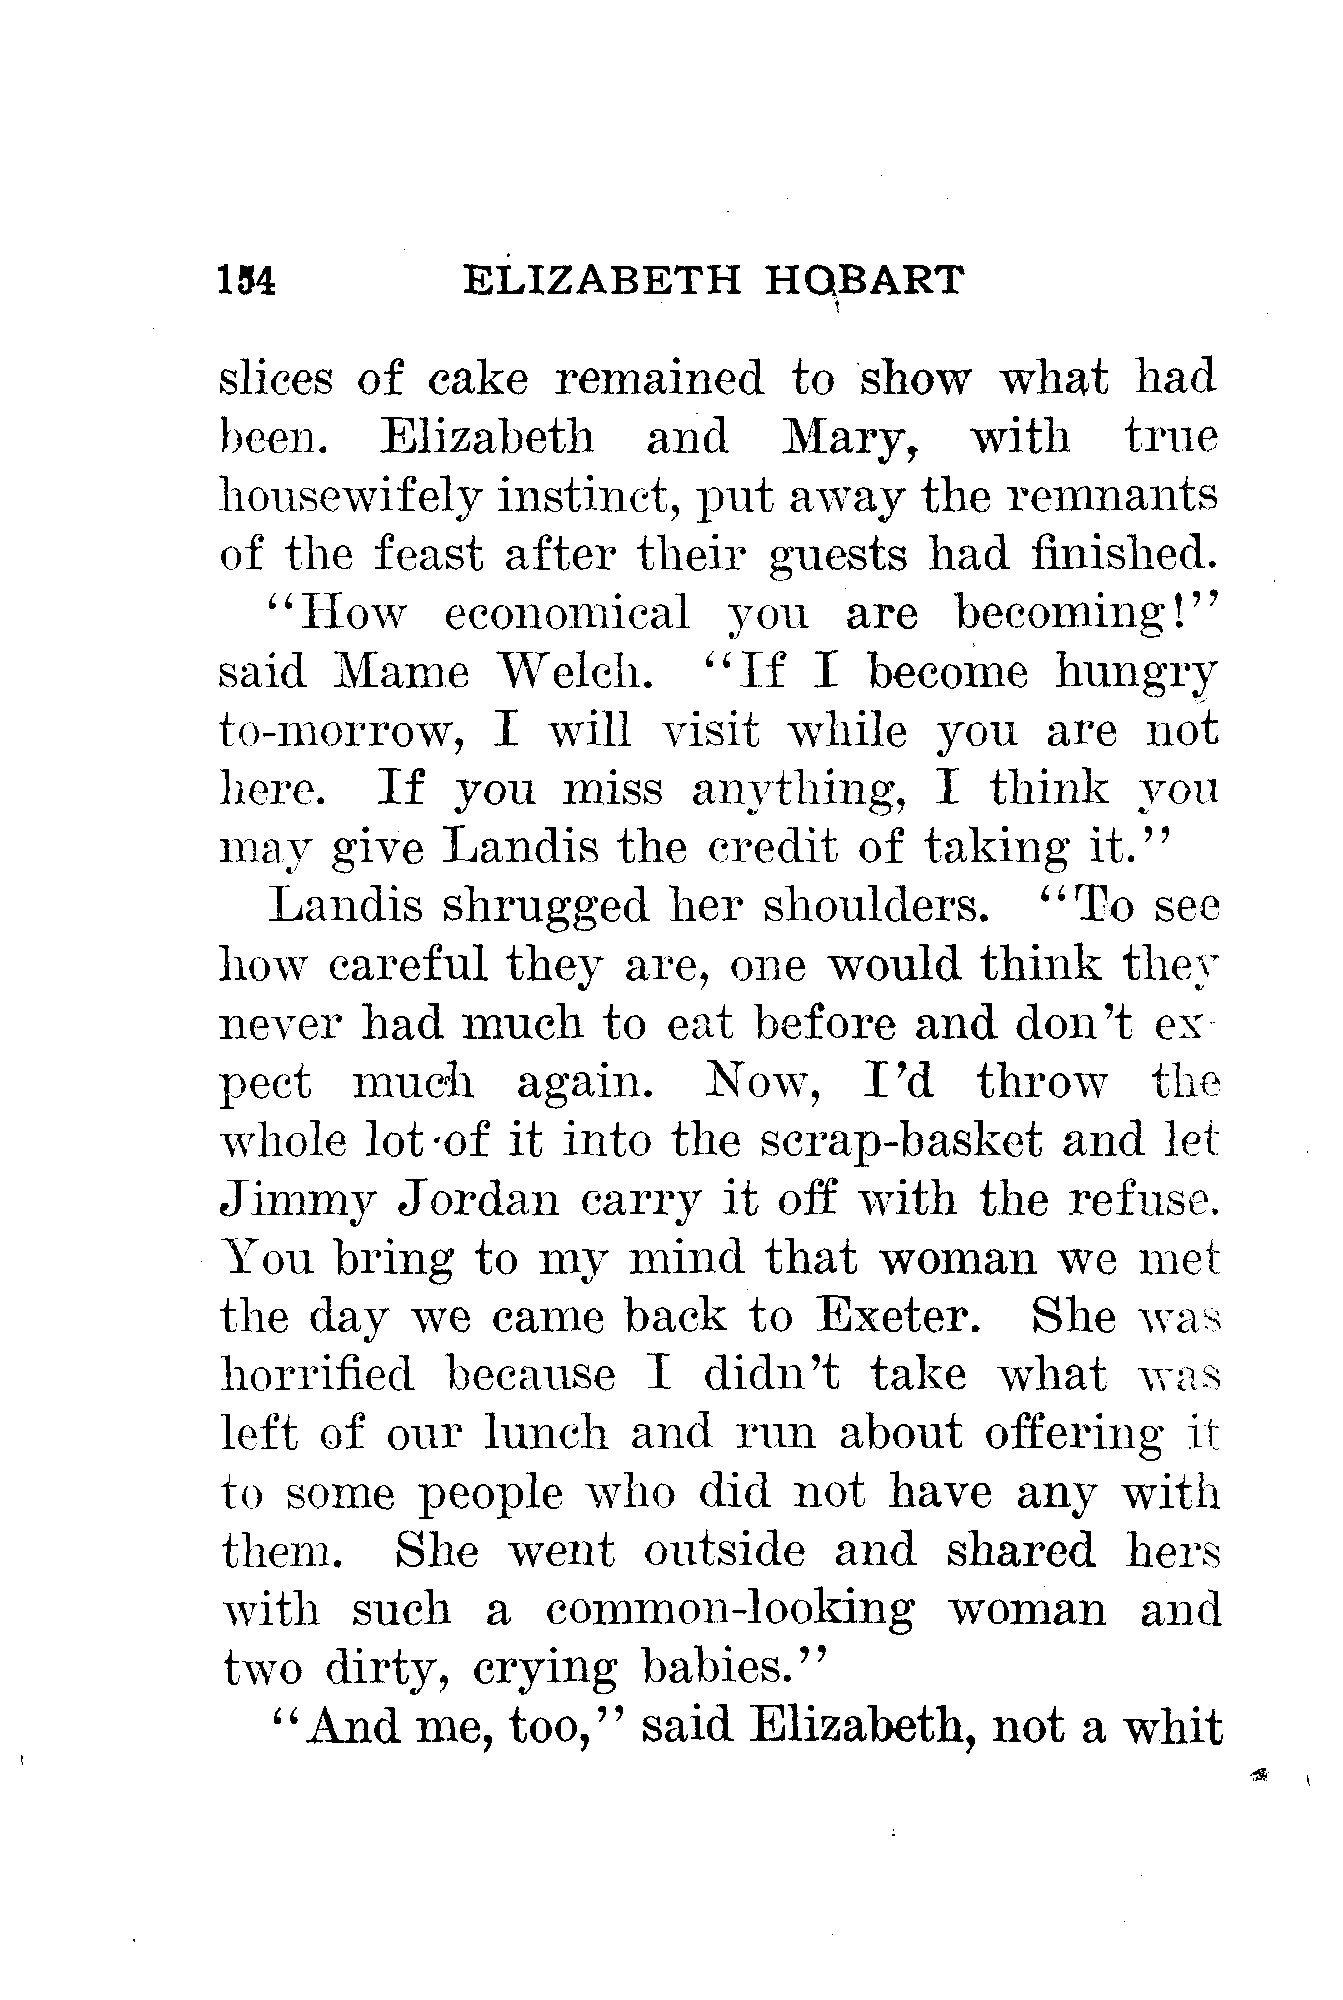 154 ELIZABETH HOBART
slices of cake remained to show what had
been. Elizabeth and Mary, with true
housewifely instinct, put away the remnants
of the feast after their guests had finished.
"How economical you are becoming!"
said Mame Welch. "If I become hungry
to-morrow, I will visit while you are not
here. If you miss anything, I think you
may give Landis the credit of taking it."
Landis shrugged her shoulders. "To see
how careful they are, one would think they
never had much to eat before and don't ex-
pect much again. Now, I'd throw the
whole lot of it into the scrap-basket and let
Jimmy Jordan carry it off with the refuse.
You bring to my mind that woman we met
the day we came back to Exeter. She was
horrified because I didn't take what was
left of our lunch and run about offering it
to some people who did not have any with
them. She went outside and shared hers
with such a common-looking woman and
two dirty, crying babies."
"And me, too," said Elizabeth, not a whit